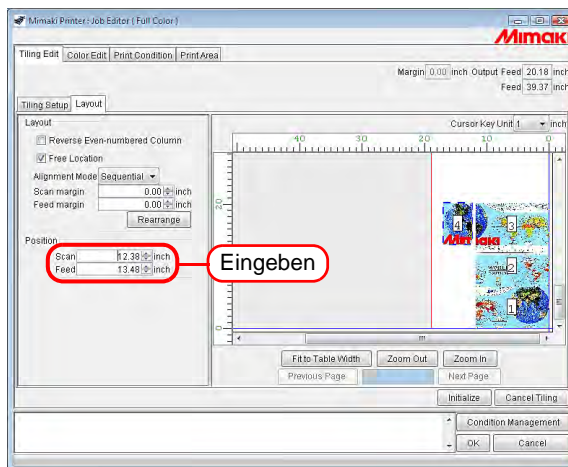 Mimaki Printer : Job Editor ( Full Color )
Mimaki
Tiling Edit Color Edit Print Condition Print Area
Margin 0.00 inch Output Feed 20.18 inch
Feed 39.37 inch
Tiling Setup Layout
Layout
Cursor Key Unit 1 inch
Reverse Even-numbered Column
40 30 20 10 0
Free Location
Alignment Mode Sequential
Scan margin 0.00 inch
Feed margin 0.00 inch
20
Rearrange
4 3
Mimaki
Position
Scan 12.38 inch
Eingeben
Feed 13.48 inch
2
1
0
Fit to Table Width Zoom Out Zoom In
Previous Page Next Page
Initialize Cancel Tiling
Condition Management
OK Cancel